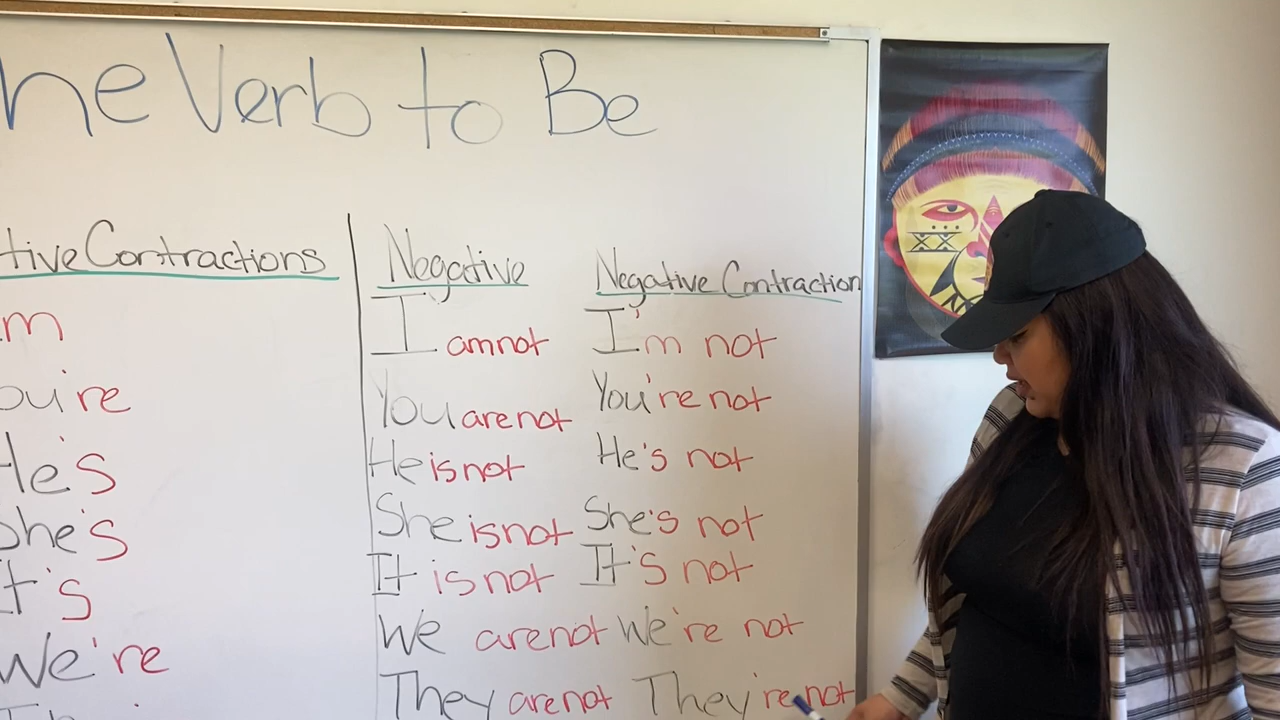 he Verb to Be
tive Contractions Negative Negative Contraction
m I am not I'm not
ou're You are not You're not
He's He is not He's not
She's She is not She's not
It's It is not It's not
We're We are not We're not
They are not They're not